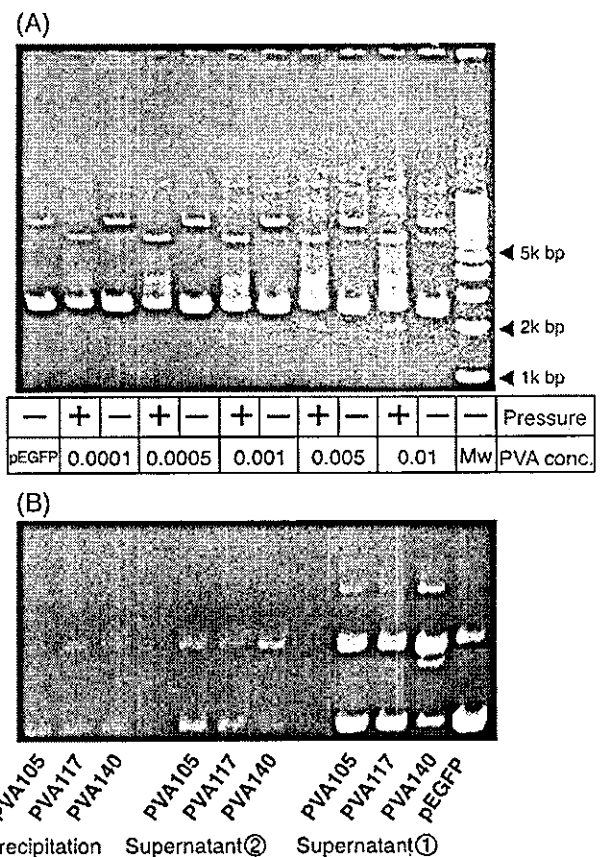 (A)
5k bp
2k bp
1k bp
− + − + − + − + − + − − Pressure
pEGFP 0.0001 0.0005 0.001 0.005 0.01 Mw PVA conc.
(B)
PVA105 PVA117 PVA140 PVA105 PVA117 PVA140 PVA105 PVA117 PVA140 pEGFP
recipitation Supernatant② Supernatant①